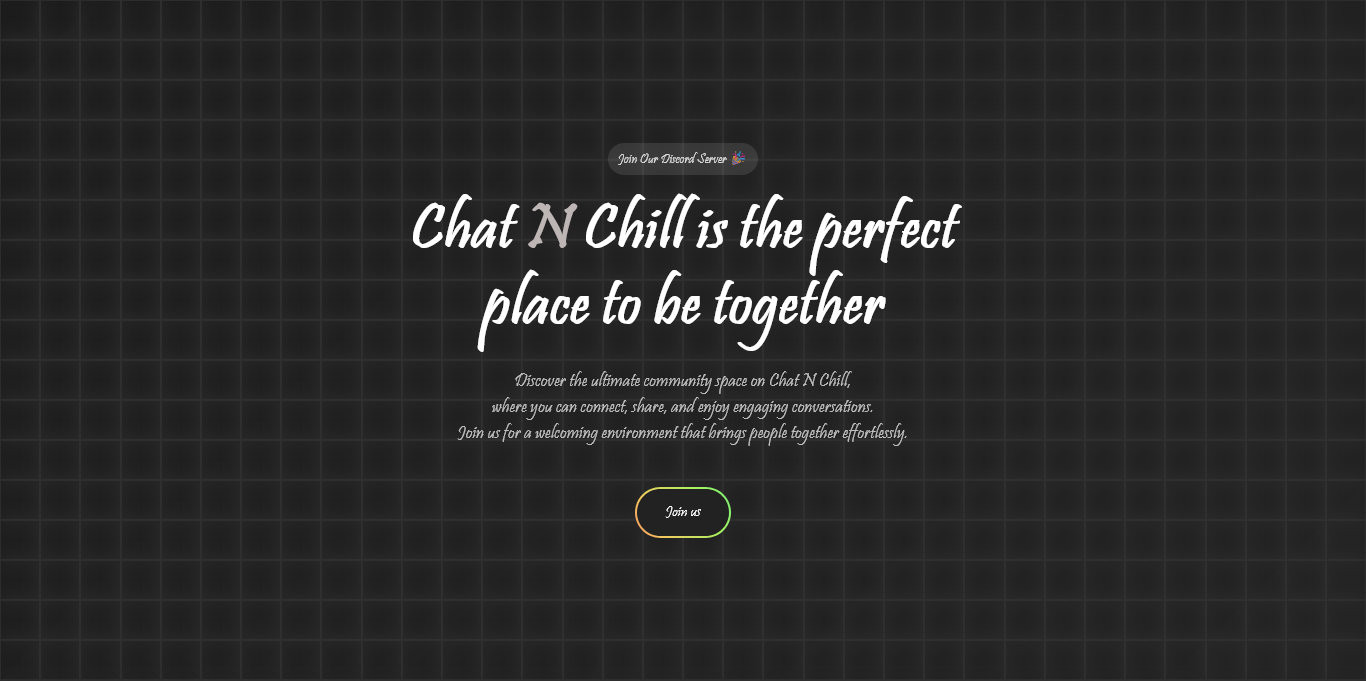 Join Our Discord Server 🎉
Chat N Chill is the perfect
place to be together
Discover the ultimate community space on Chat N Chill,
where you can connect, share, and enjoy engaging conversations.
Join us for a welcoming environment that brings people together effortlessly.
Join us